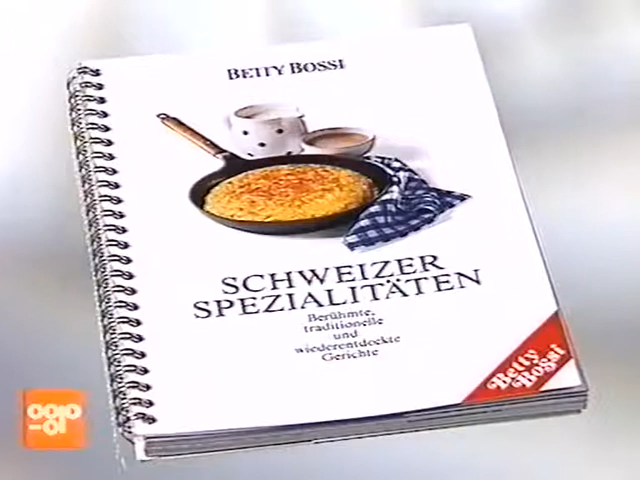 BETTY BOSSI
SCHWEIZER
SPEZIALITÄTEN
Berühmte,
traditionelle
und
wiederentdeckte
Gerichte
Betty
Bossi